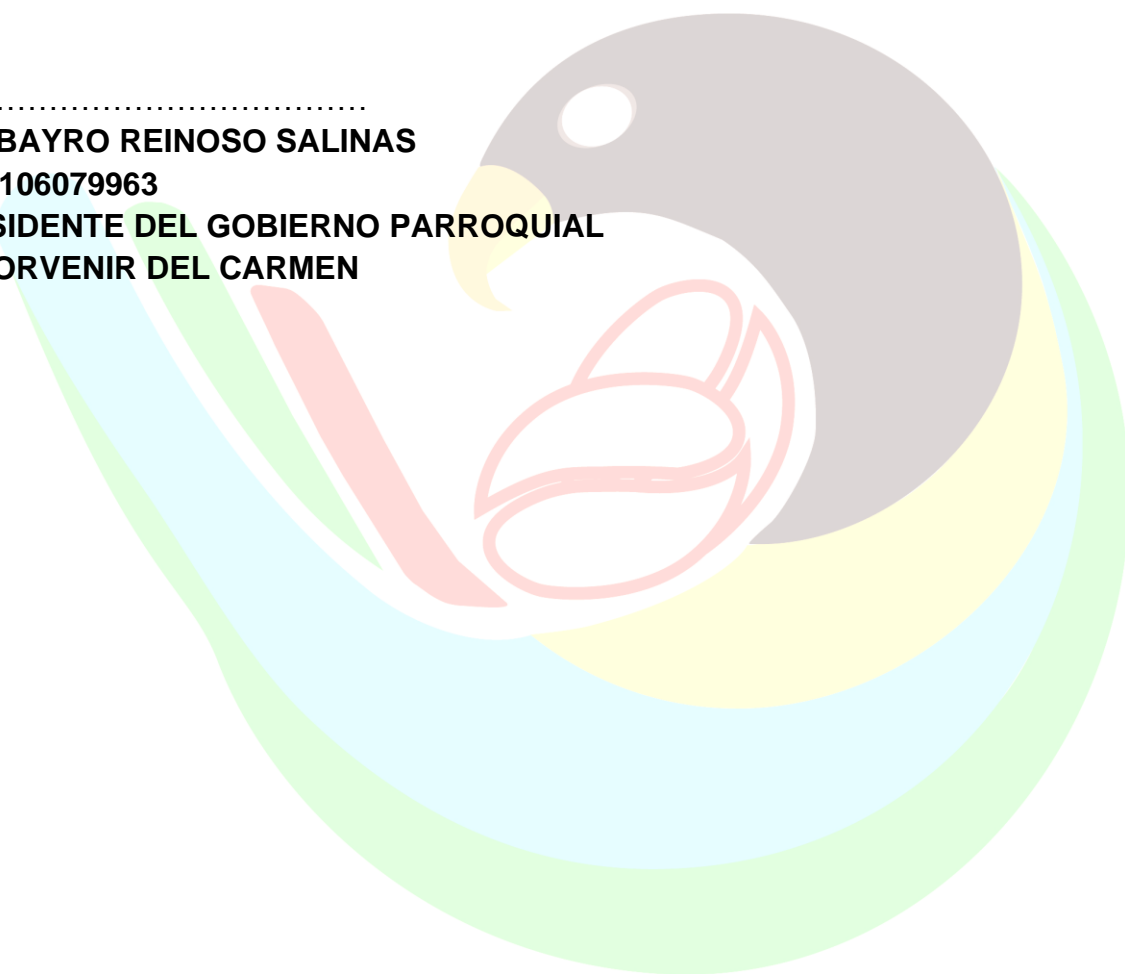 .................................
BAYRO REINOSO SALINAS
106079963
SIDENTE DEL GOBIERNO PARROQUIAL
ORVENIR DEL CARMEN